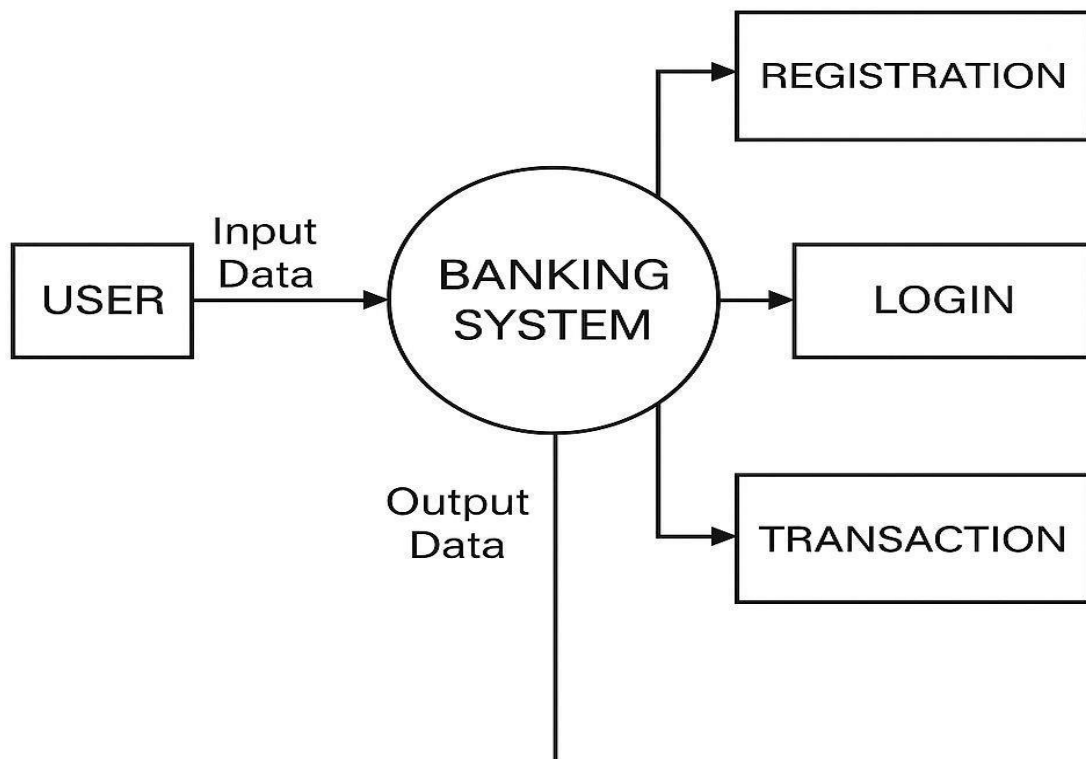 REGISTRATION
Input
Data
USER
BANKING
SYSTEM
LOGIN
Output
Data
TRANSACTION